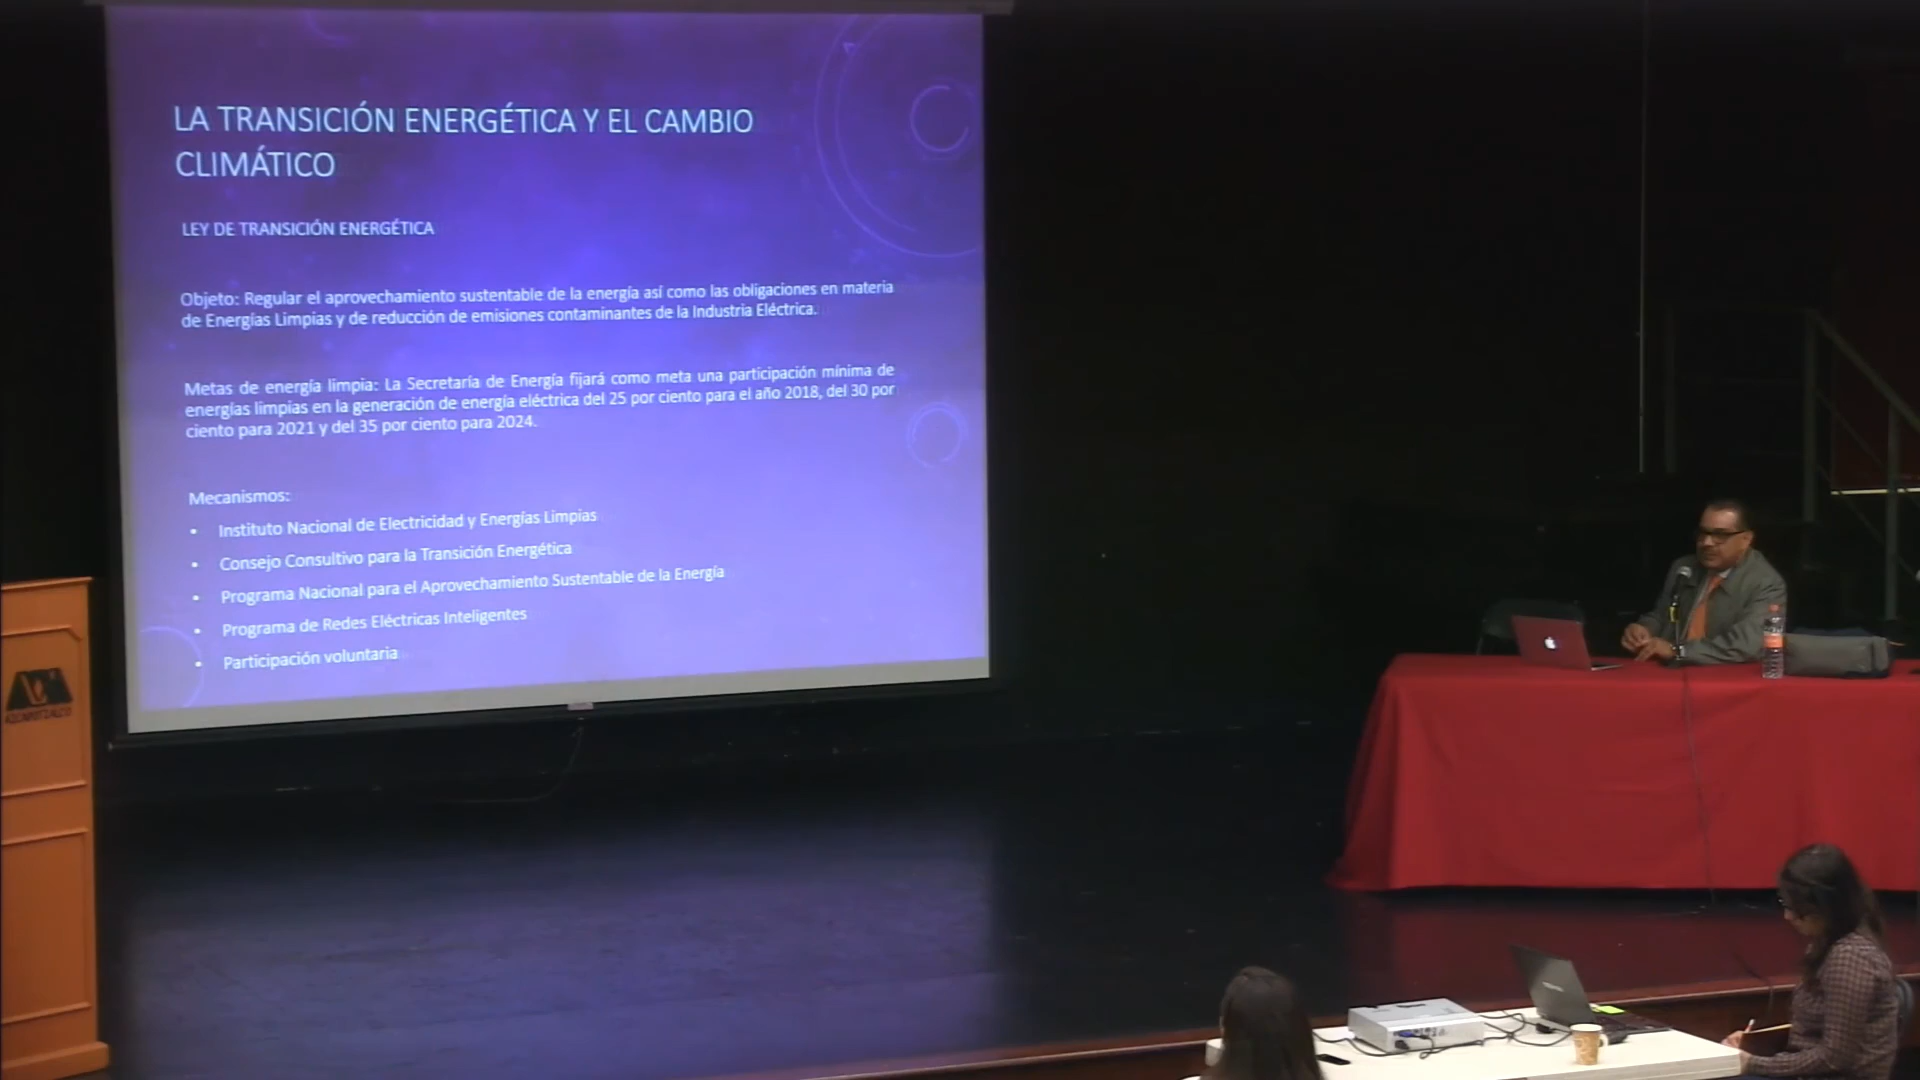 LA TRANSICIÓN ENERGÉTICA Y EL CAMBIO
CLIMÁTICO
LEY DE TRANSICIÓN ENERGÉTICA
Objeto: Regular el aprovechamiento sustentable de la energía así como las obligaciones en materia
de Energías Limpias y de reducción de emisiones contaminantes de la Industria Eléctrica.
Metas de energía limpia: La Secretaría de Energía fijará como meta una participación mínima de
energías limpias en la generación de energía eléctrica del 25 por ciento para el año 2018, del 30 por
ciento para 2021 y del 35 por ciento para 2024.
Mecanismos:
• Instituto Nacional de Electricidad y Energías Limpias
• Consejo Consultivo para la Transición Energética
• Programa Nacional para el Aprovechamiento Sustentable de la Energía
• Programa de Redes Eléctricas Inteligentes
• Participación voluntaria
AZCAPOTZALCO